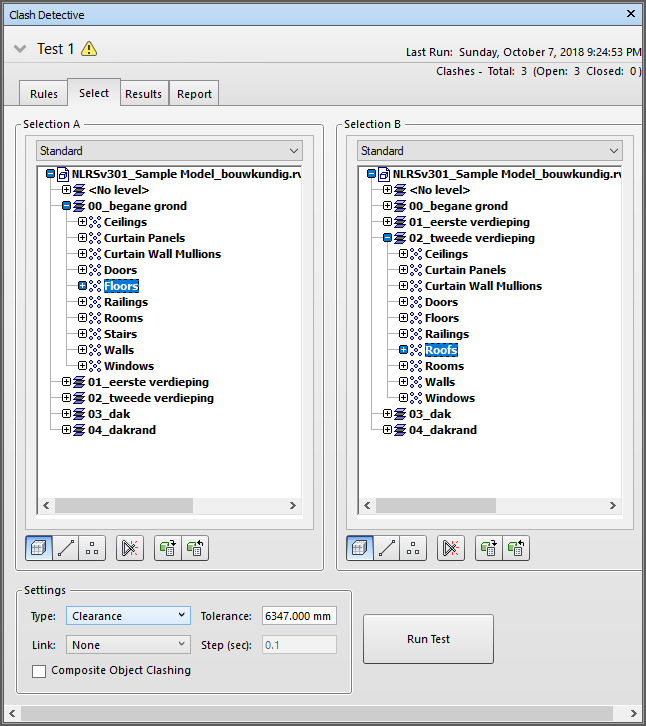 Clash Detective
Test 1
Last Run: Sunday, October 7, 2018 9:24:53 PM
Clashes - Total: 3 (Open: 3 Closed: 0)
Rules Select Results Report
Selection A
Standard
NLRSv301_Sample Model_bouwkundig.rv
<No level>
00_begane grond
Ceilings
Curtain Panels
Curtain Wall Mullions
Doors
Floors
Railings
Rooms
Stairs
Walls
Windows
01_eerste verdieping
02_tweede verdieping
03_dak
04_dakrand
Selection B
Standard
NLRSv301_Sample Model_bouwkundig.rv
<No level>
00_begane grond
01_eerste verdieping
02_tweede verdieping
Ceilings
Curtain Panels
Curtain Wall Mullions
Doors
Floors
Railings
Roofs
Rooms
Walls
Windows
03_dak
04_dakrand
Settings
Type: Clearance Tolerance: 6347.000 mm
Link: None Step (sec): 0.1
Composite Object Clashing
Run Test